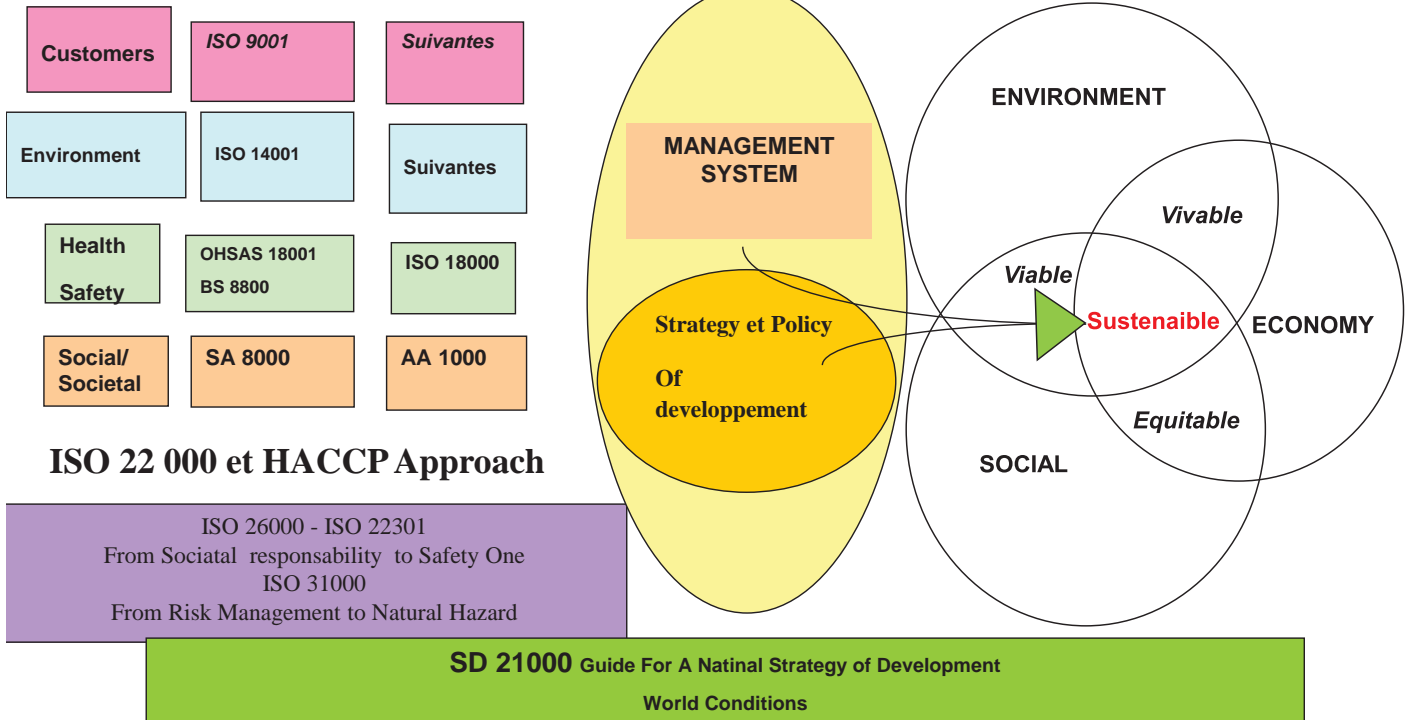 Customers
ISO 9001
Suivantes
Environment
ISO 14001
Suivantes
Health
Safety
OHSAS 18001
BS 8800
ISO 18000
Social/
Societal
SA 8000
AA 1000
ISO 22 000 et HACCP Approach
ISO 26000 - ISO 22301
From Sociatal responsability to Safety One
ISO 31000
From Risk Management to Natural Hazard
MANAGEMENT
SYSTEM
Strategy et Policy
Of
developpement
ENVIRONMENT
Vivable
Viable
Sustenaible
ECONOMY
Equitable
SOCIAL
SD 21000 Guide For A Natinal Strategy of Development
World Conditions